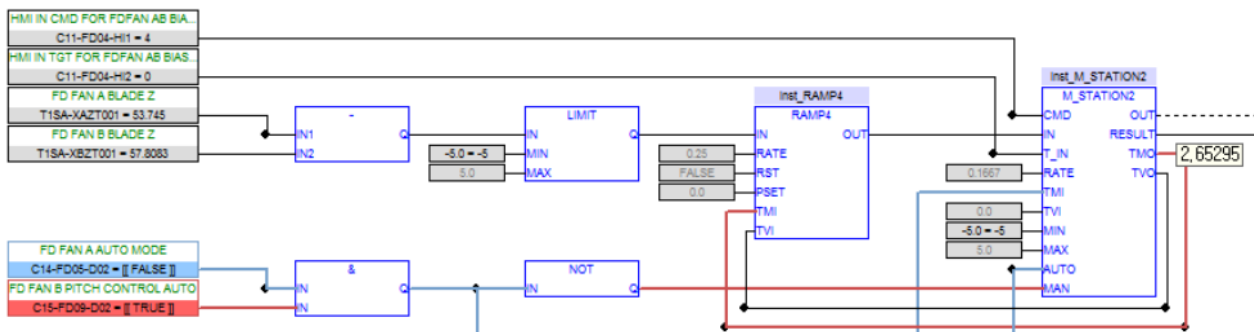 HMI IN CMD FOR FDFAN AB BIA...
C11-FD04-HI1 = 4
HMI IN TGT FOR FDFAN AB BIAS...
C11-FD04-HI2 = 0
FD FAN A BLADE Z
T1SA-XAZT001 = 53.745
FD FAN B BLADE Z
T1SA-XBZT001 = 57.8083
-
IN1
IN2
Q
LIMIT
IN
MIN
MAX
Q
-5.0 = -5
5.0
Inst_RAMP4
RAMP4
IN
RATE
RST
PSET
TMI
TVI
OUT
0.25
FALSE
0.0
Inst_M_STATION2
M_STATION2
CMD
IN
T_IN
RATE
TMI
TVI
MIN
MAX
AUTO
MAN
OUT
RESULT
TMO
TVO
0.1667
0.0
-5.0 = -5
5.0
2,65295
FD FAN A AUTO MODE
C14-FD05-D02 = [[ FALSE ]]
FD FAN B PITCH CONTROL AUTO
C15-FD09-D02 = [[ TRUE ]]
&
IN
IN
Q
NOT
IN
Q